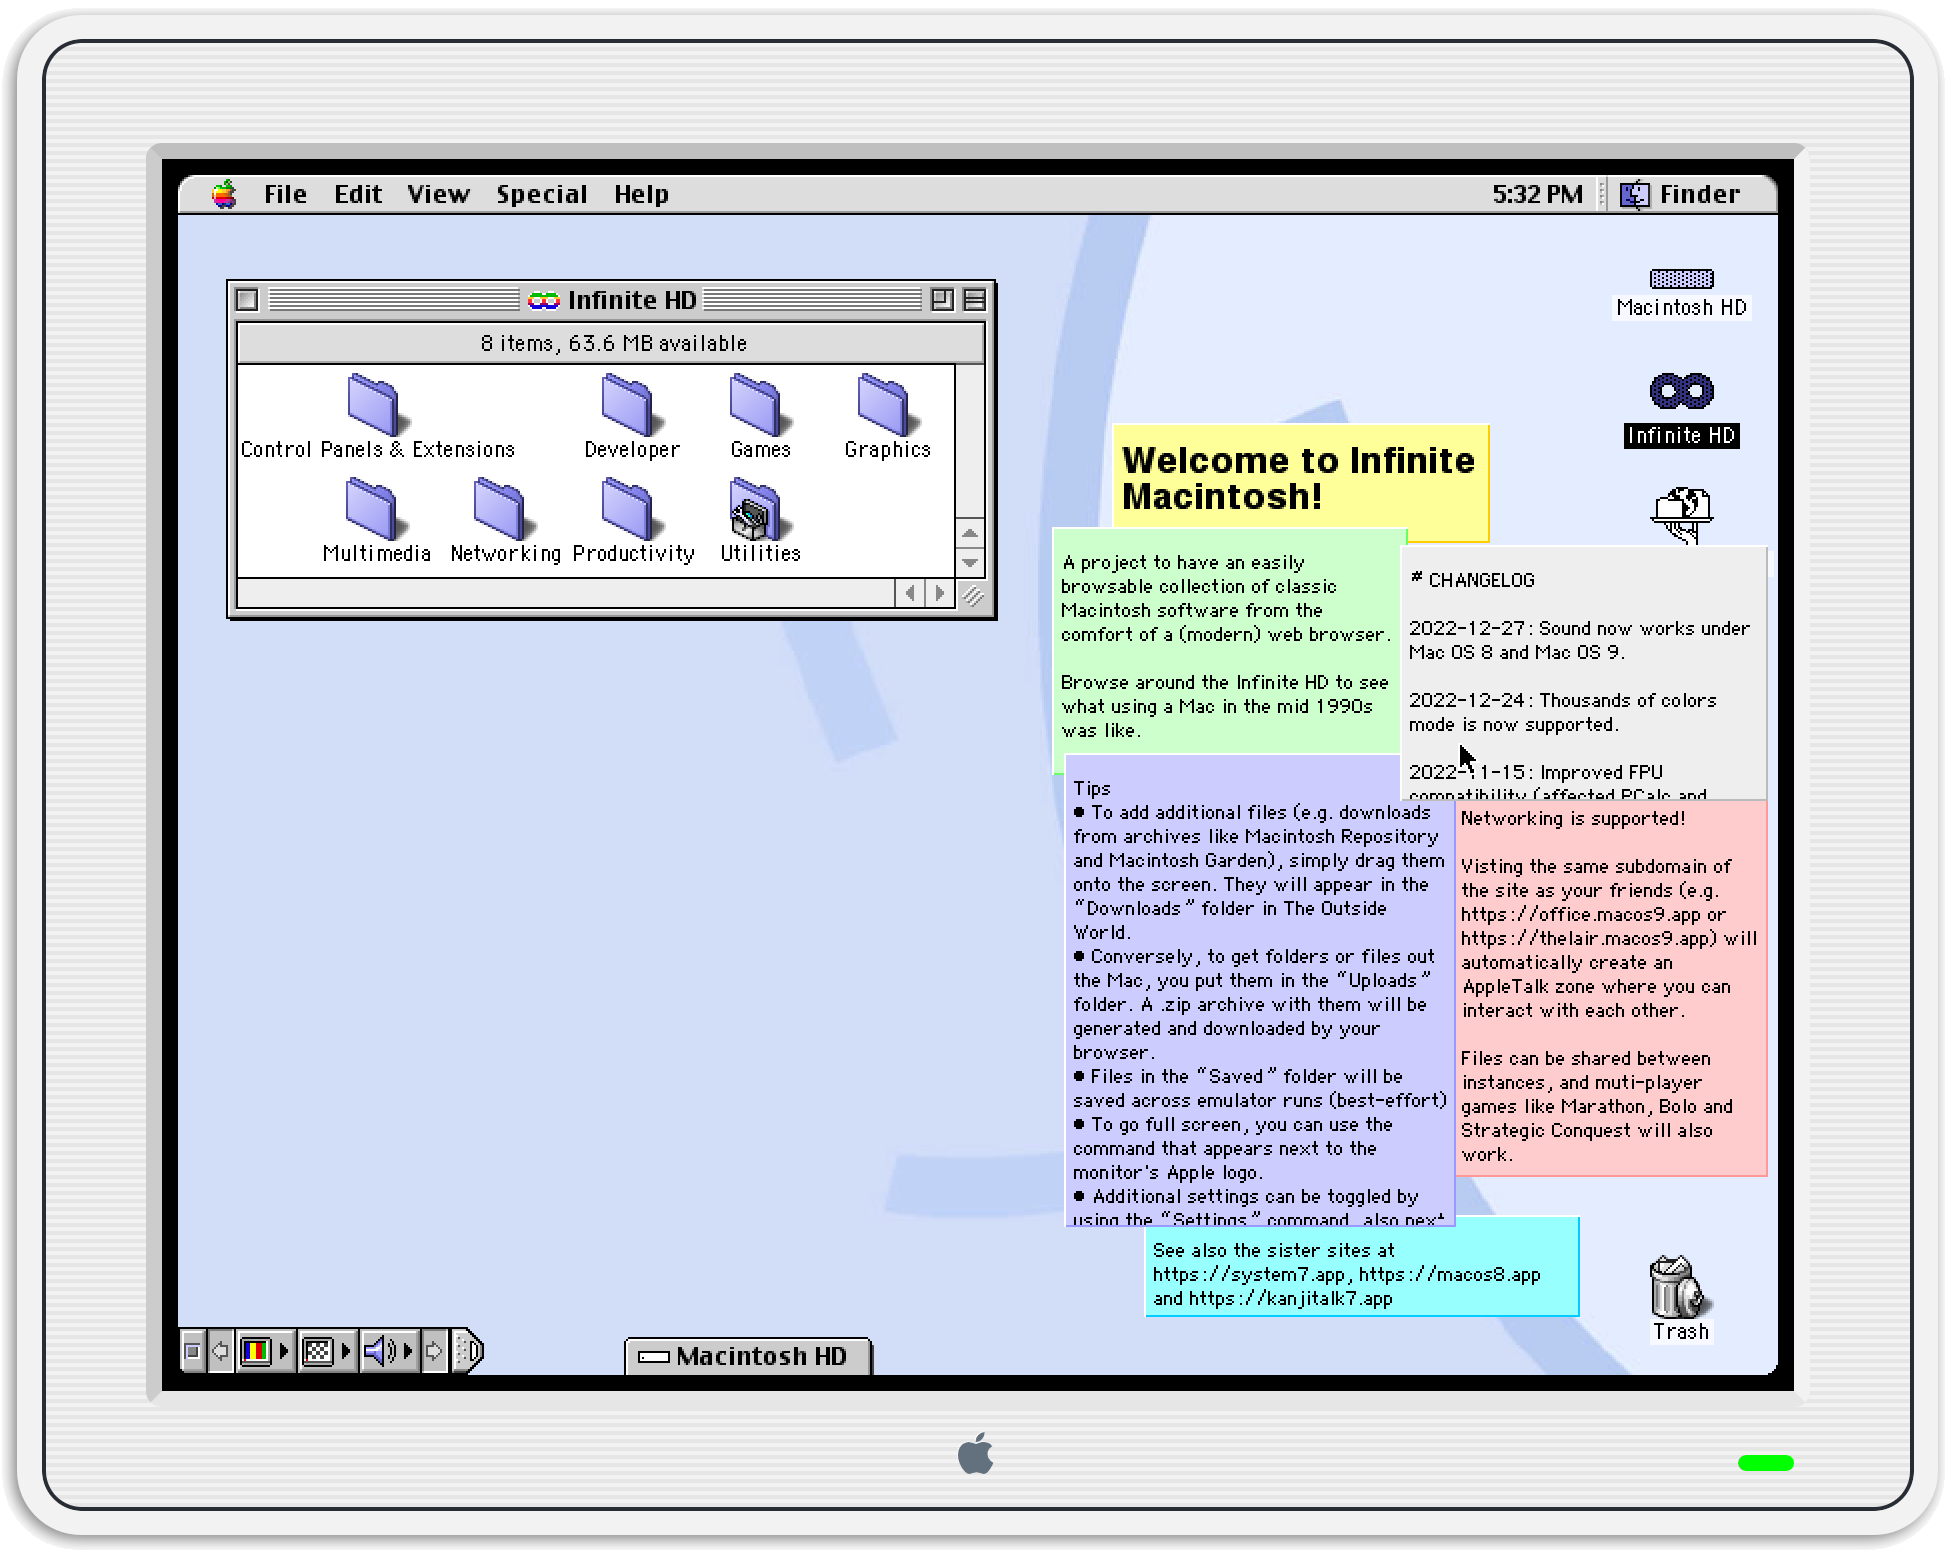 File Edit View Special Help 5:32 PM Finder
Infinite HD
8 items, 63.6 MB available
Control Panels & Extensions Developer Games Graphics
Multimedia Networking Productivity Utilities
Macintosh HD
Infinite HD
Welcome to Infinite
Macintosh!
A project to have an easily
browsable collection of classic
Macintosh software from the
comfort of a (modern) web browser.
Browse around the Infinite HD to see
what using a Mac in the mid 1990s
was like.
# CHANGELOG
2022-12-27: Sound now works under
Mac OS 8 and Mac OS 9.
2022-12-24: Thousands of colors
mode is now supported.
2022-11-15: Improved FPU
compatibility (affected PCalc and
Tips
● To add additional files (e.g. downloads
from archives like Macintosh Repository
and Macintosh Garden), simply drag them
onto the screen. They will appear in the
“Downloads” folder in The Outside
World.
● Conversely, to get folders or files out
the Mac, you put them in the “Uploads”
folder. A .zip archive with them will be
generated and downloaded by your
browser.
● Files in the “Saved” folder will be
saved across emulator runs (best-effort)
● To go full screen, you can use the
command that appears next to the
monitor's Apple logo.
● Additional settings can be toggled by
using the “Settings” command, also next
Networking is supported!
Visting the same subdomain of
the site as your friends (e.g.
https://office.macos9.app or
https://thelair.macos9.app) will
automatically create an
AppleTalk zone where you can
interact with each other.
Files can be shared between
instances, and muti-player
games like Marathon, Bolo and
Strategic Conquest will also
work.
See also the sister sites at
https://system7.app, https://macos8.app
and https://kanjitalk7.app
Trash
Macintosh HD